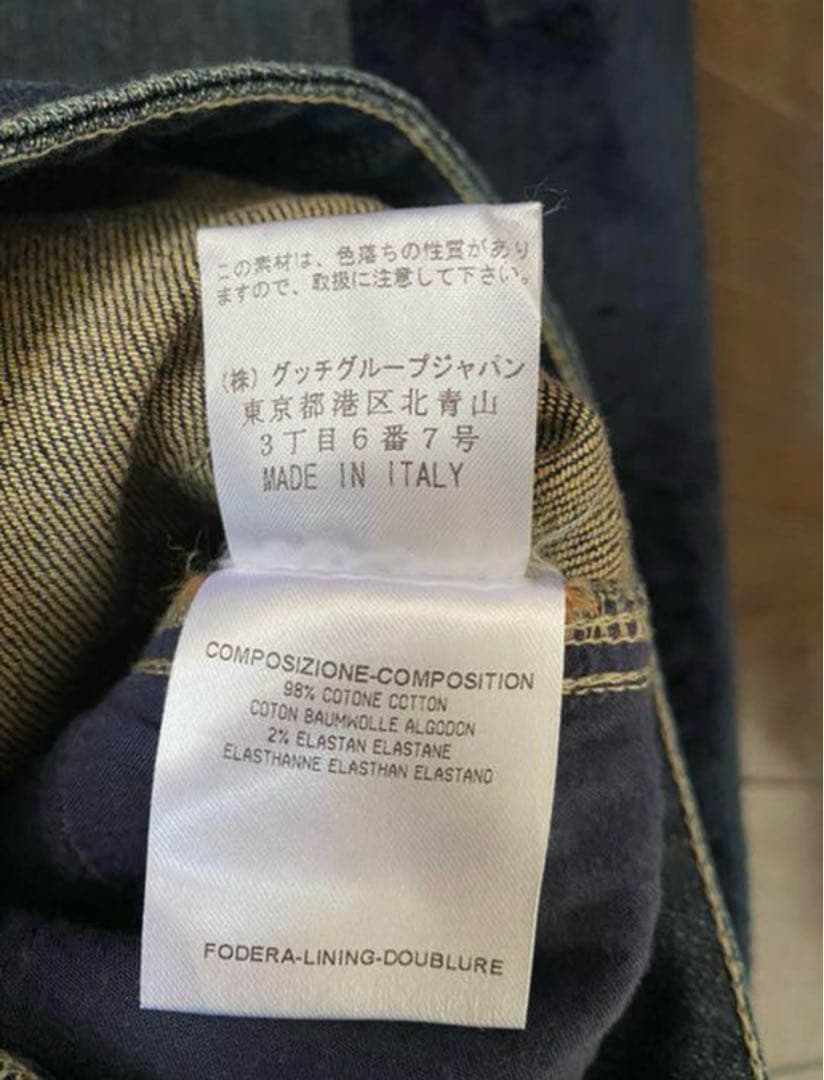 この素材は、色落ちの性質があり
ますので、取扱に注意して下さい。
(株)グッチグループジャパン
東京都港区北青山
3丁目6番7号
MADE IN ITALY
COMPOSIZIONE-COMPOSITION
98% COTONE COTTON
COTON BAUMWOLLE ALGODON
2% ELASTAN ELASTANE
ELASTHANNE ELASTHAN ELASTANO
FODERA-LINING-DOUBLURE